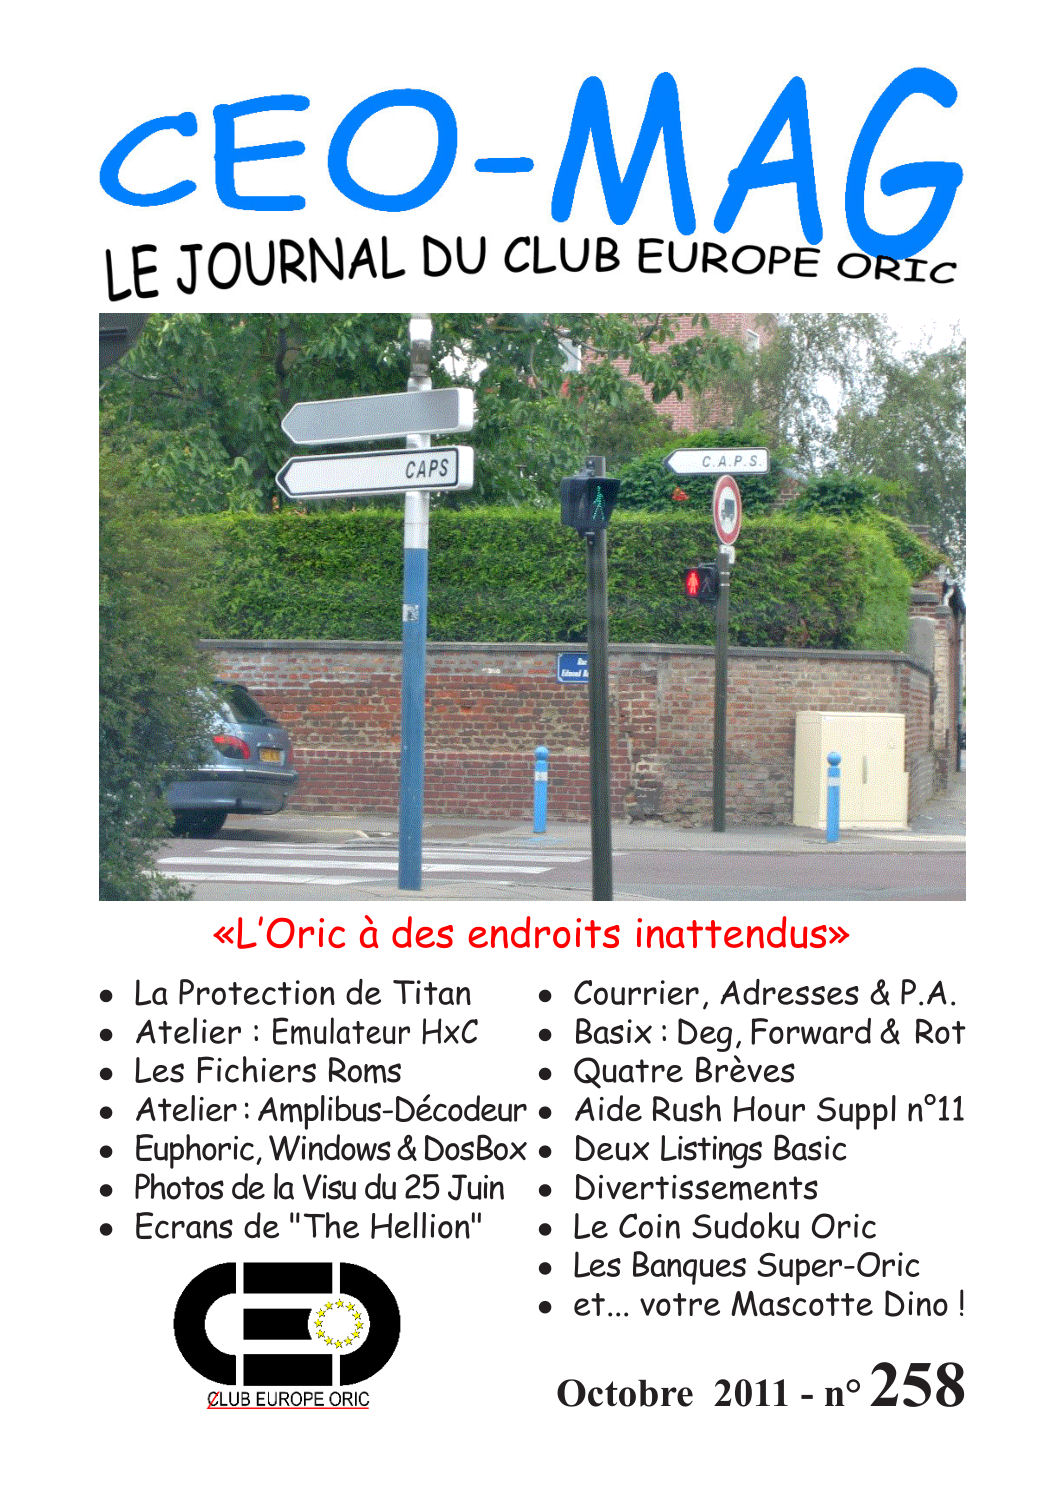 CEO-MAG
LE JOURNAL DU CLUB EUROPE ORIC
CAPS
C.A.P.S.
Rue
«L'Oric à des endroits inattendus»
• La Protection de Titan
• Atelier : Emulateur HxC
• Les Fichiers Roms
• Atelier : Amplibus-Décodeur
• Euphoric, Windows & DosBox
• Photos de la Visu du 25 Juin
• Ecrans de "The Hellion"
• Courrier, Adresses & P.A.
• Basix : Deg, Forward & Rot
• Quatre Brèves
• Aide Rush Hour Suppl n°11
• Deux Listings Basic
• Divertissements
• Le Coin Sudoku Oric
• Les Banques Super-Oric
• et... votre Mascotte Dino !
CEO
CLUB EUROPE ORIC
Octobre 2011 - n° 258